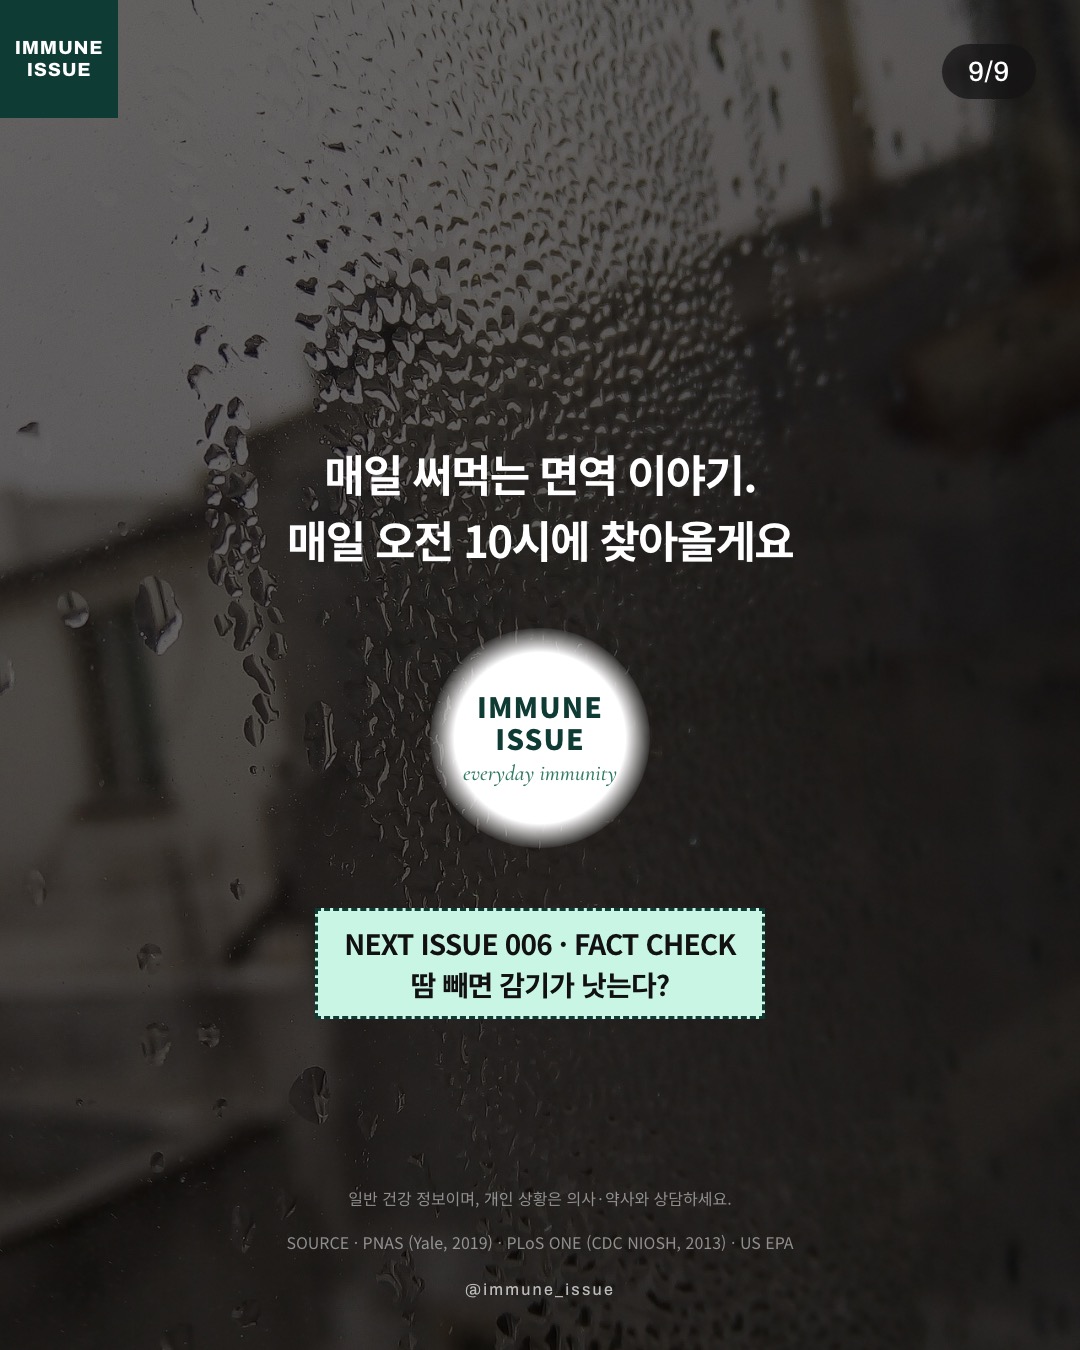 IMMUNE
ISSUE
9/9
매일 써먹는 면역 이야기.
매일 오전 10시에 찾아올게요
IMMUNE
ISSUE
everyday immunity
NEXT ISSUE 006 · FACT CHECK
땀 빼면 감기가 낫는다?
일반 건강 정보이며, 개인 상황은 의사·약사와 상담하세요.
SOURCE · PNAS (Yale, 2019) · PLoS ONE (CDC NIOSH, 2013) · US EPA
@immune_issue